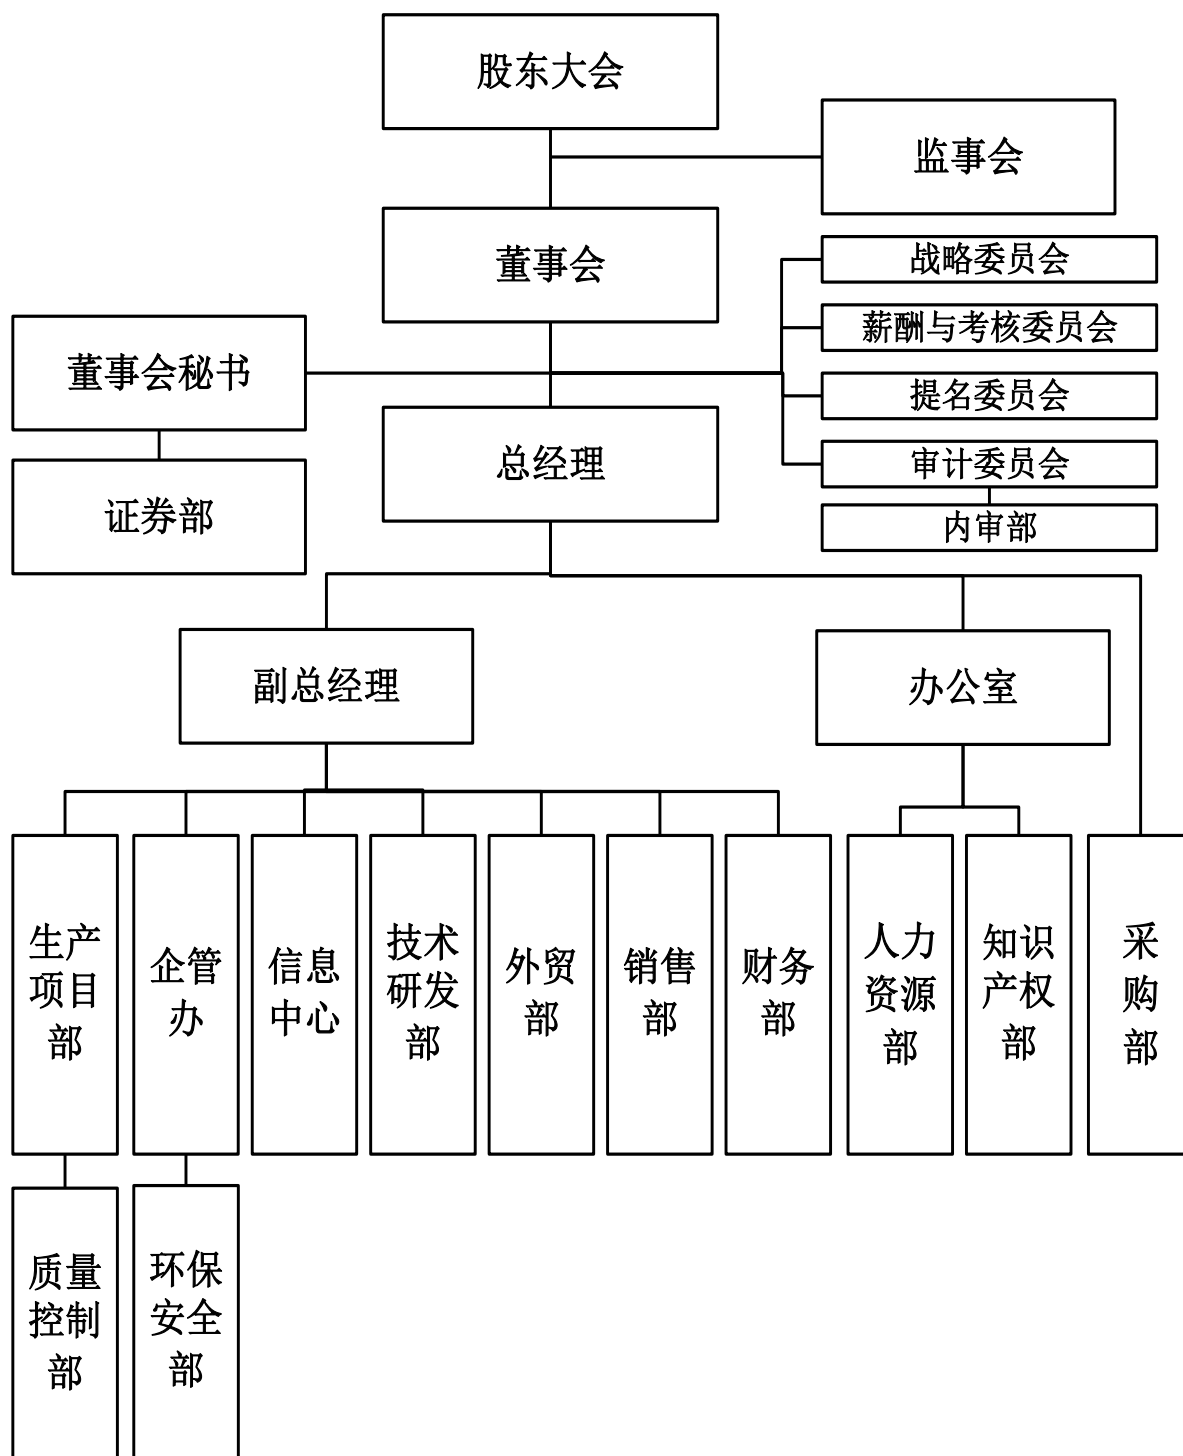 股东大会
监事会
董事会
战略委员会
薪酬与考核委员会
董事会秘书
提名委员会
总经理
审计委员会
证券部
内审部
副总经理
办公室
生产
项目
部
企管
办
信息
中心
技术
研发
部
外贸
部
销售
部
财务
部
人力
资源
部
知识
产权
部
采
购
部
质量
控制
部
环保
安全
部